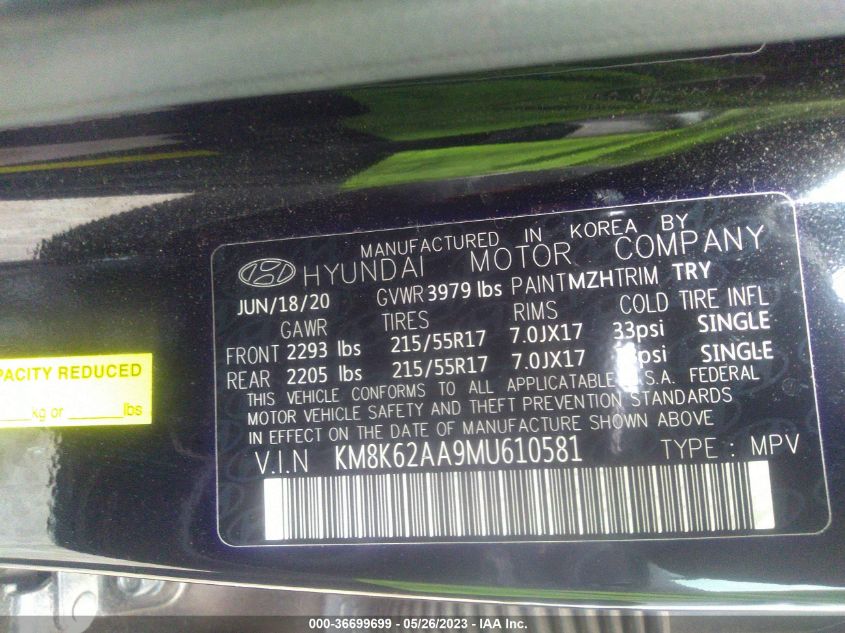 MANUFACTURED IN KOREA BY
HYUNDAI MOTOR COMPANY
JUN/18/20 GVWR 3979 lbs PAINT MZH TRIM TRY
GAWR TIRES RIMS COLD TIRE INFL
FRONT 2293 lbs 215/55R17 7.0JX17 33psi SINGLE
REAR 2205 lbs 215/55R17 7.0JX17 SINGLE
THIS VEHICLE CONFORMS TO ALL APPLICATABLE U.S.A. FEDERAL
MOTOR VEHICLE SAFETY AND THEFT PREVENTION STANDARDS
IN EFFECT ON THE DATE OF MANUFACTURE SHOWN ABOVE
V.I.N KM8K62AA9MU610581 TYPE : MPV
PACITY REDUCED
kg or lbs
000-36699699 - 05/26/2023 - IAA Inc.